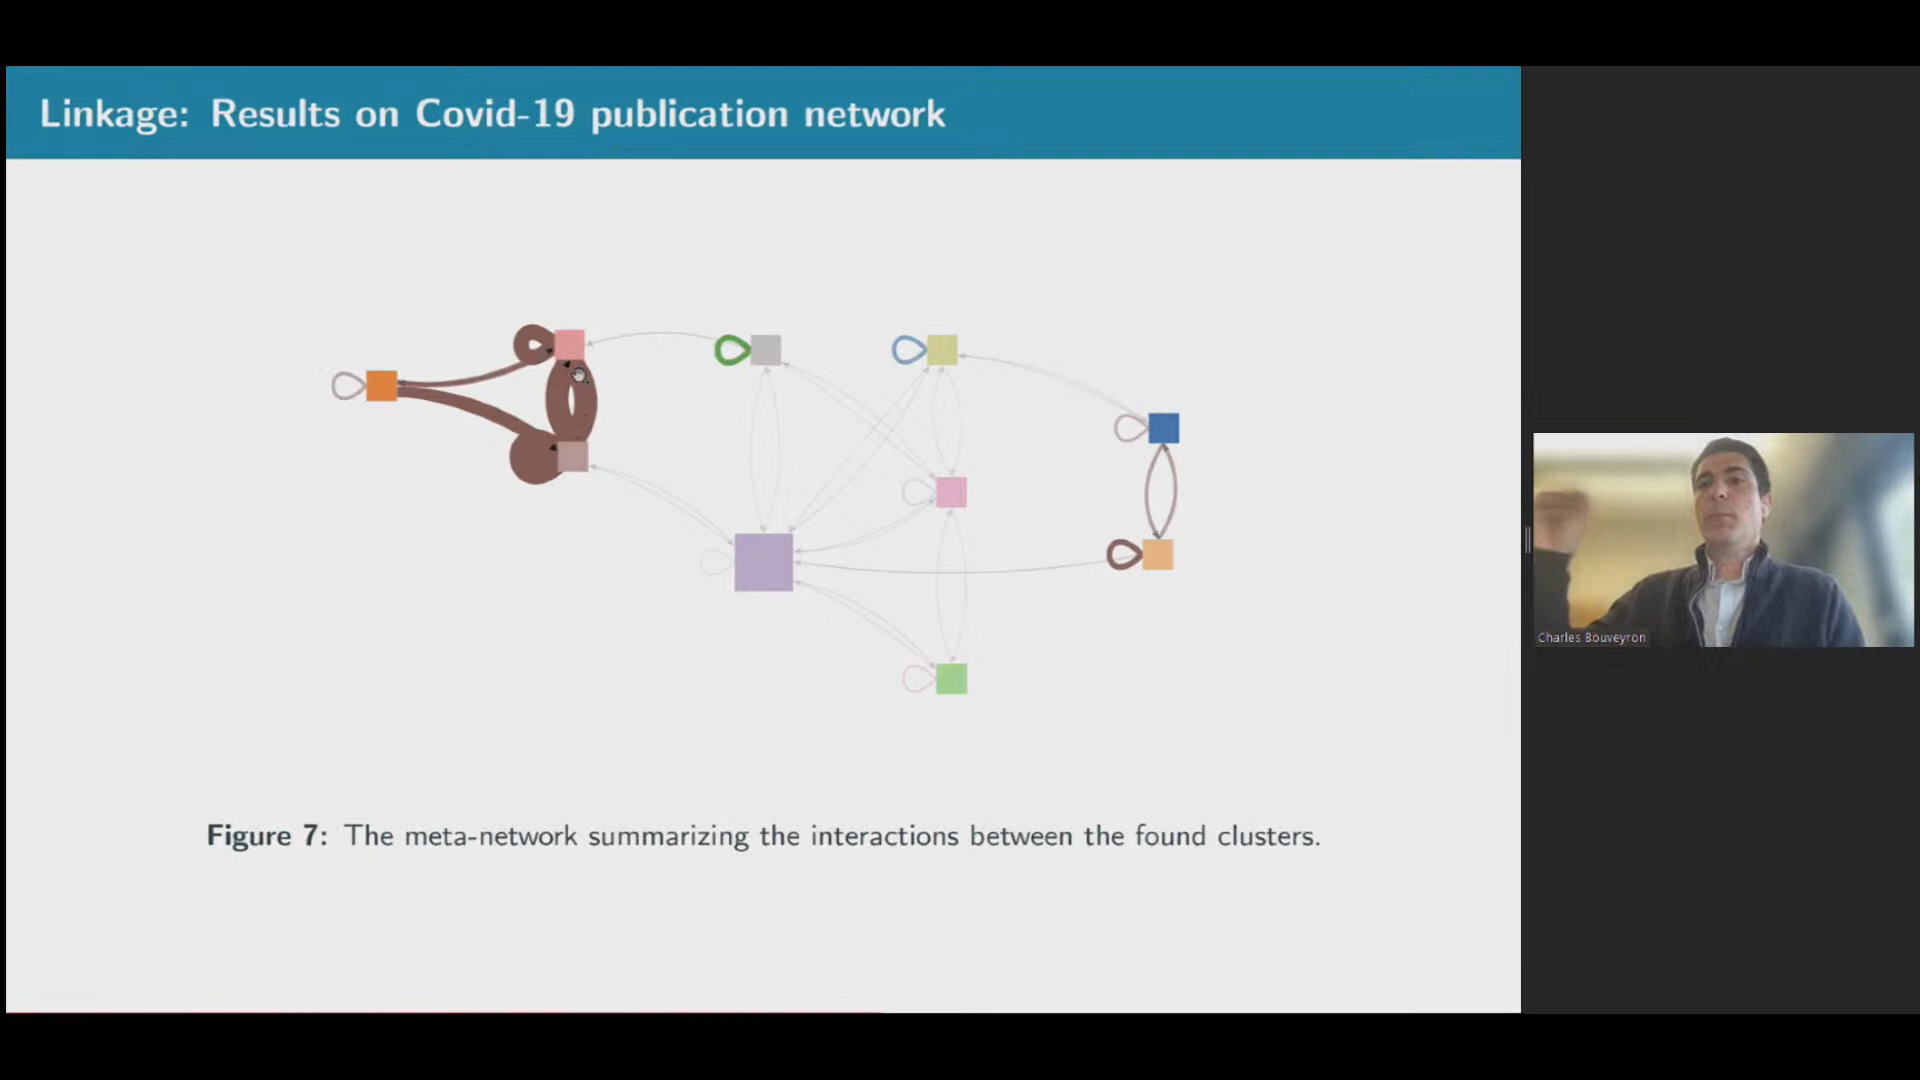 Linkage: Results on Covid-19 publication network
Figure 7: The meta-network summarizing the interactions between the found clusters.
Charles Bouveyron